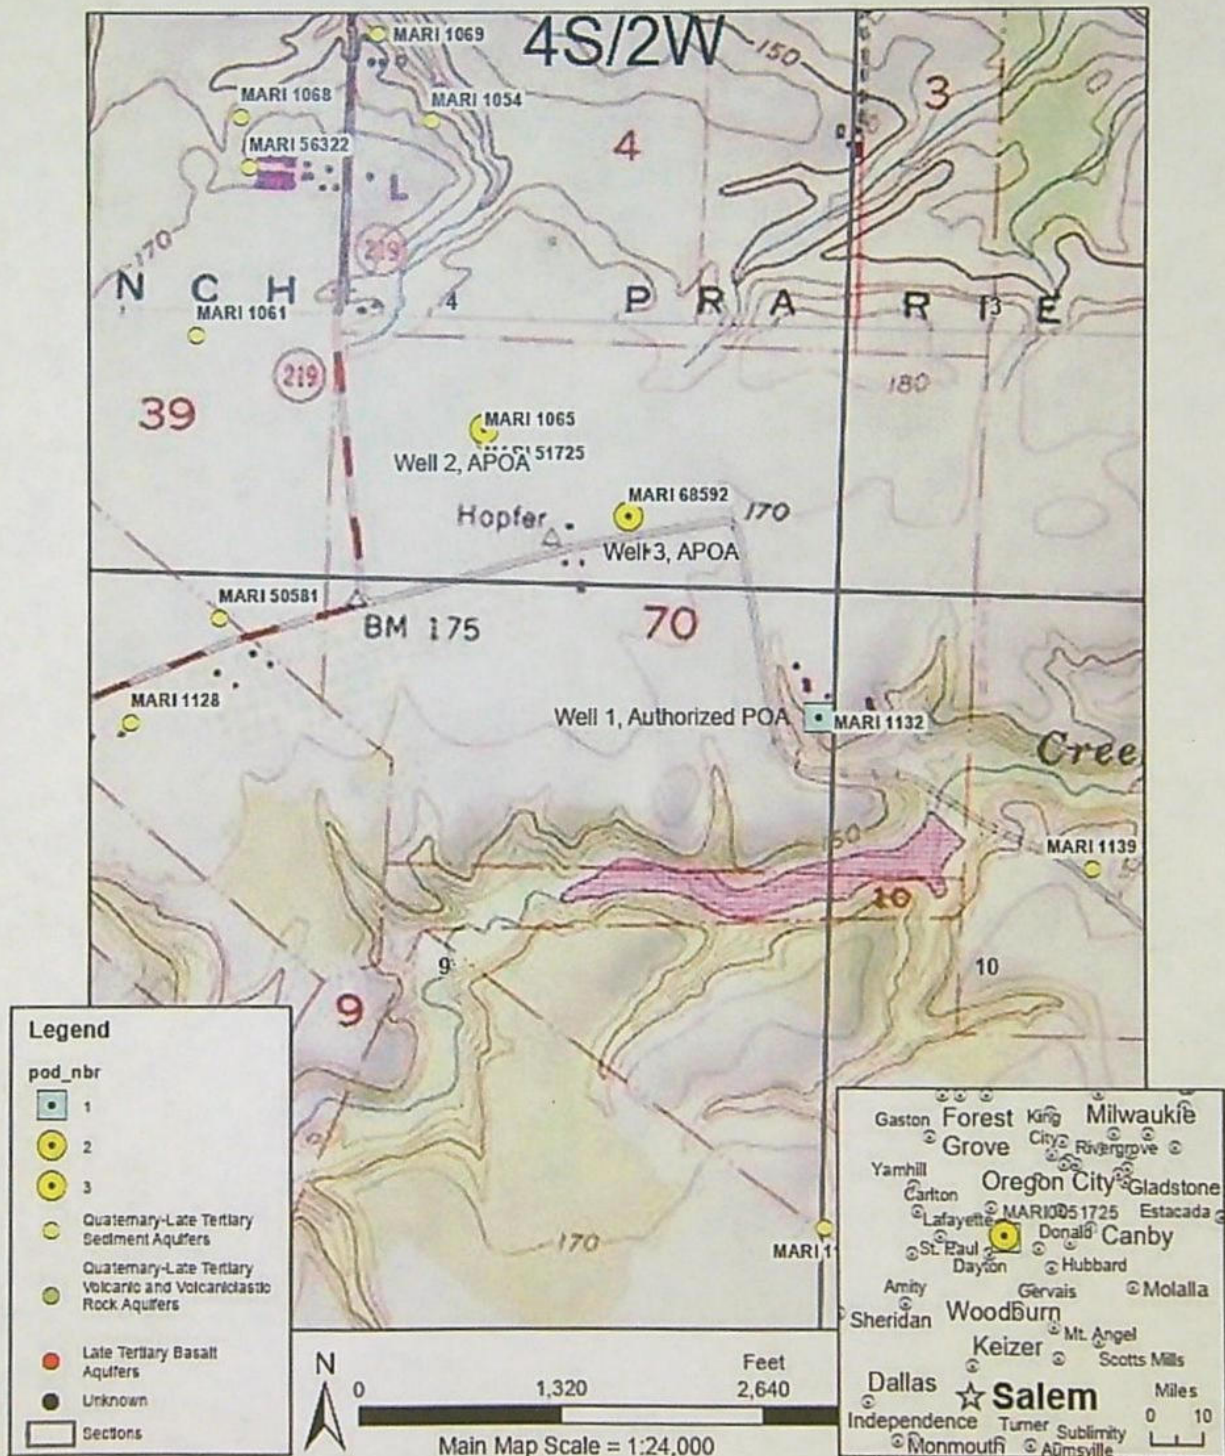 4S/2W
MARI 1069
150
3
MARI 1068
MARI 1054
4
MARI 56322
L
219
170
N C H
4
P R A R I E
3
MARI 1061
219
180
39
MARI 1065
51725
Well 2, APOA
MARI 68592
Hopfer
170
Well 3, APOA
MARI 50581
BM 175
70
MARI 1128
Well 1, Authorized POA
MARI 1132
Cree
150
MARI 1139
10
9
10
9
170
MARI 11
Legend
pod_nbr
1
2
3
Quaternary-Late Tertiary
Sediment Aquifers
Quaternary-Late Tertiary
Volcanic and Volcaniclastic
Rock Aquifers
Late Tertiary Basalt
Aquifers
Unknown
Sections
N
Feet
0 1,320 2,640
Main Map Scale = 1:24,000
Gaston Forest King Milwaukie
Grove City Rivergrove
Yamhill
Oregon City Gladstone
Carlton
MARI0051725 Estacada
Lafayette
Donald Canby
St. Paul
Dayton Hubbard
Amity Gervais Molalla
Sheridan Woodburn
Mt. Angel
Keizer
Scotts Mills
Dallas Salem Miles
Independence Turner Sublimity 0 10
Monmouth Aumsville